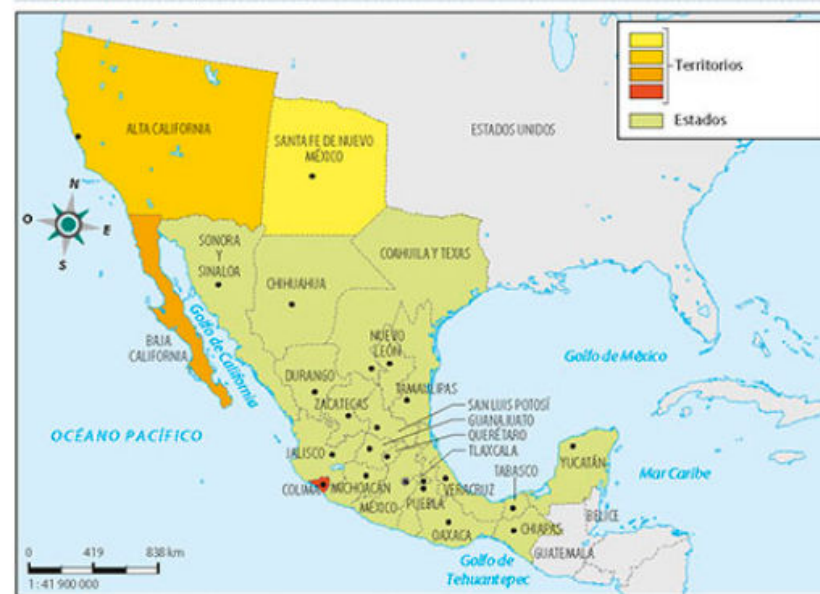 Territorios
Estados
ESTADOS UNIDOS
ALTA CALIFORNIA
SANTA FE DE NUEVO
MÉXICO
N
O
E
S
SONORA
Y
SINALOA
COAHUILA Y TEXAS
CHIHUAHUA
Golfo de California
BAJA
CALIFORNIA
NUEVO
LEÓN
Golfo de México
DURANGO
TAMAULIPAS
ZACATECAS
SAN LUIS POTOSÍ
GUANAJUATO
QUERÉTARO
TLAXCALA
OCÉANO PACÍFICO
JALISCO
TABASCO
YUCATÁN
Mar Caribe
COLIMA
MICHOACÁN
MÉXICO
PUEBLA
VERACRUZ
BELICE
OAXACA
CHIAPAS
GUATEMALA
Golfo de
Tehuantepec
0 419 838 km
1:41 900 000